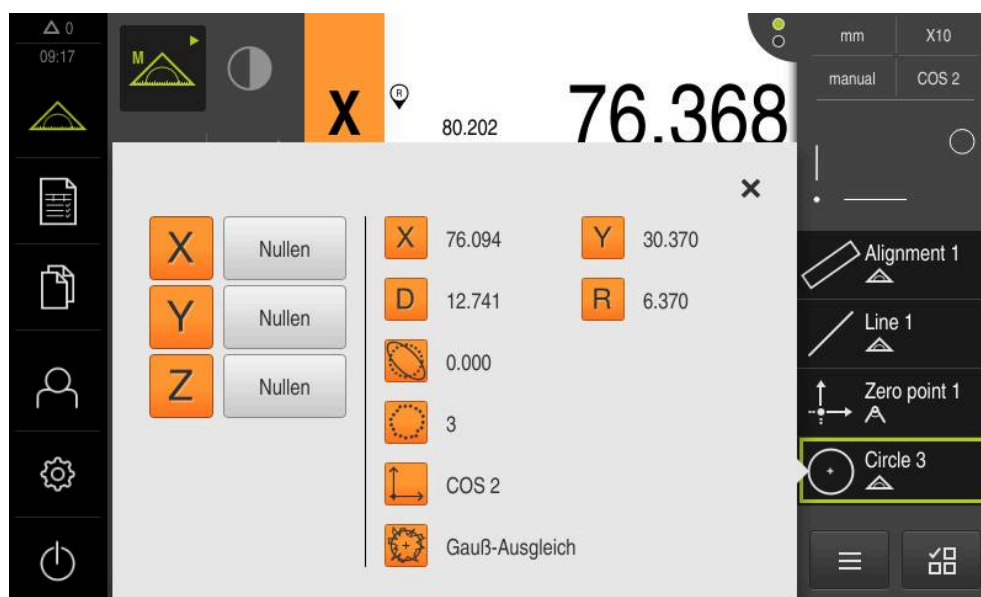 0
09:17
M
X
R
80.202
76.368
mm
X10
manual
COS 2
X
Nullen
Y
Nullen
Z
Nullen
X
76.094
Y
30.370
D
12.741
R
6.370
0.000
3
COS 2
Gauß-Ausgleich
Alignment 1
Line 1
Zero point 1
Circle 3